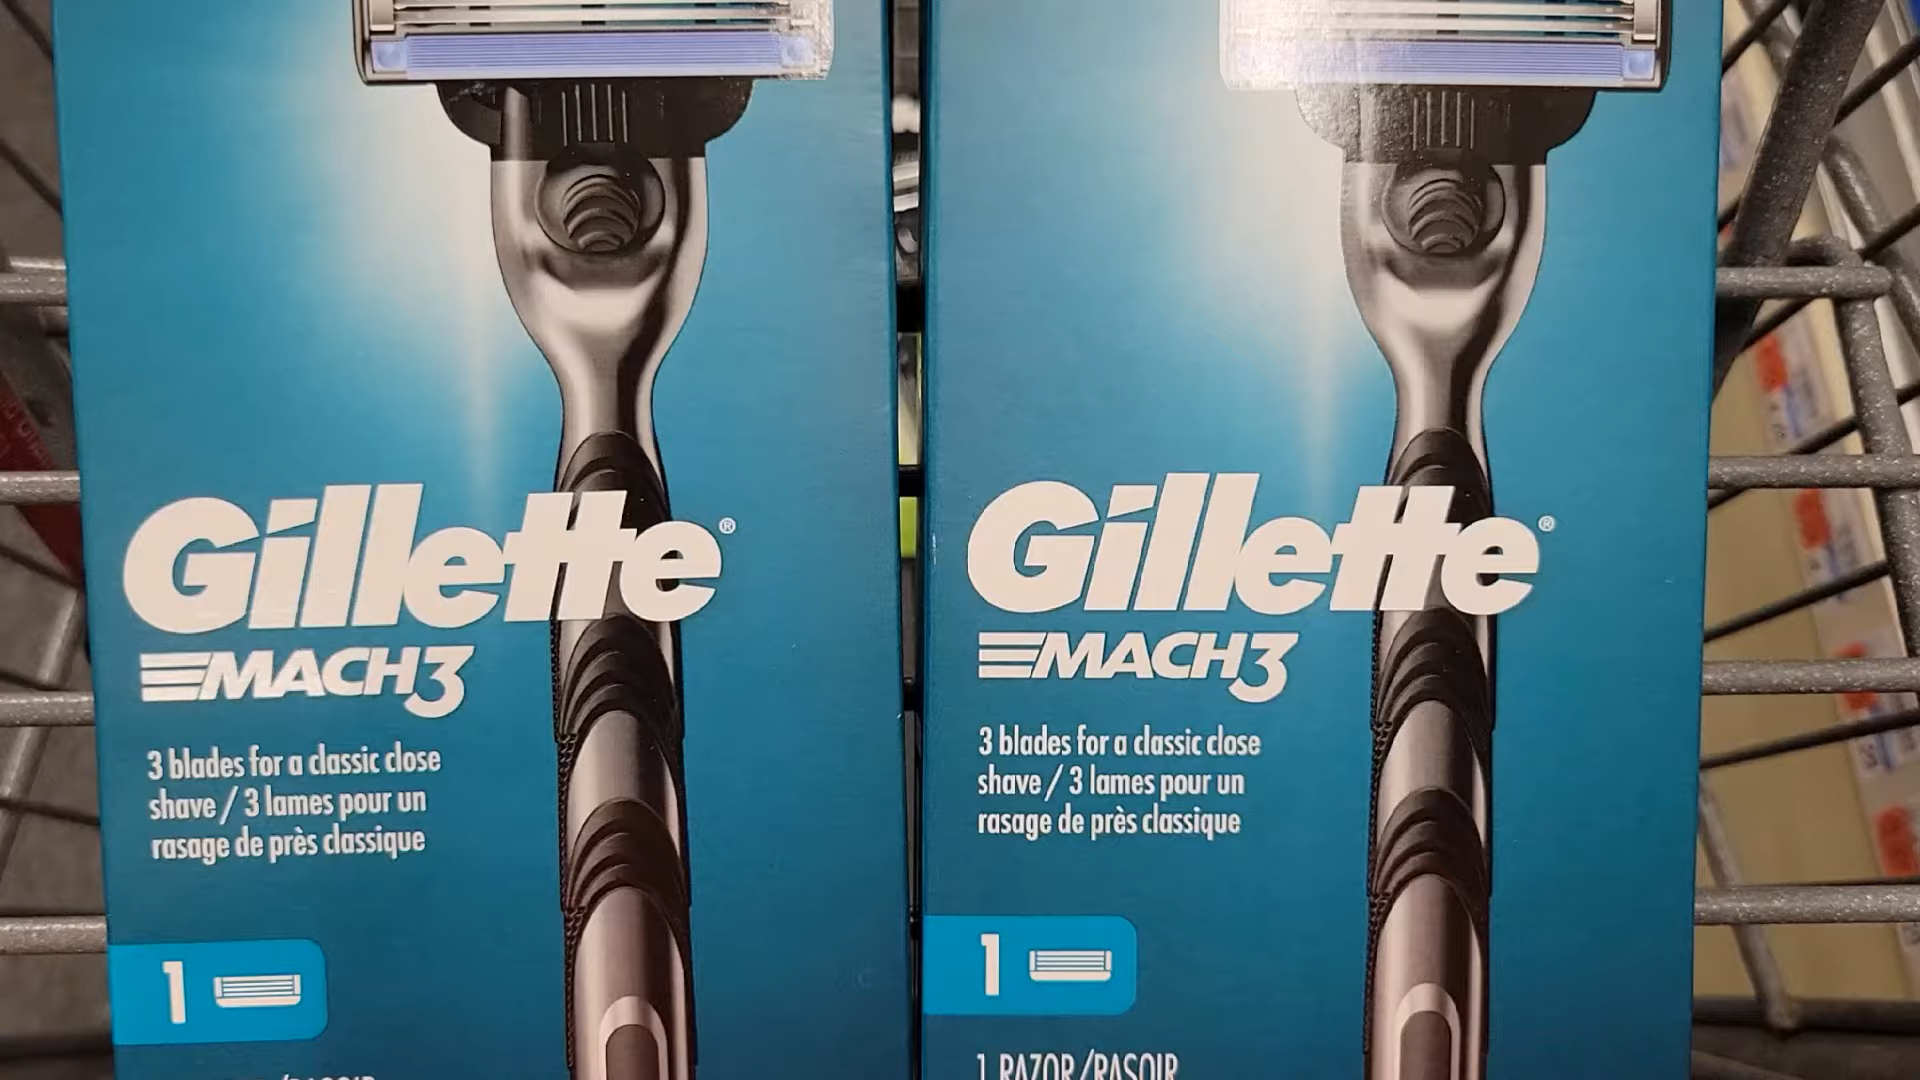 Gillette®
MACH3
3 blades for a classic close
shave / 3 lames pour un
rasage de près classique
1
Gillette®
MACH3
3 blades for a classic close
shave / 3 lames pour un
rasage de près classique
1
1 RAZOR/RASOIR